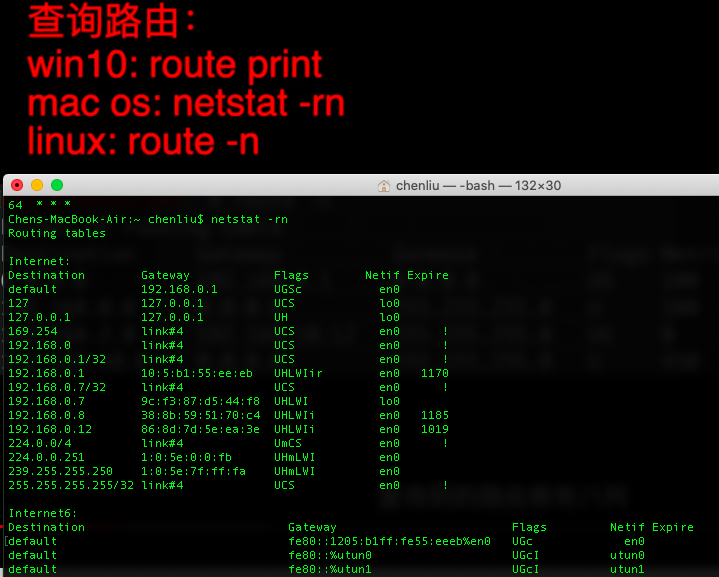 查询路由：
win10: route print
mac os: netstat -rn
linux: route -n
chenliu — -bash — 132×30
64  * * *
Chens-MacBook-Air:~ chenliu$ netstat -rn
Routing tables
Internet:
Destination Gateway Flags Netif Expire
default 192.168.0.1 UGSc en0
127 127.0.0.1 UCS lo0
127.0.0.1 127.0.0.1 UH lo0
169.254 link#4 UCS en0 !
192.168.0 link#4 UCS en0 !
192.168.0.1/32 link#4 UCS en0 !
192.168.0.1 10:5:b1:55:ee:eb UHLWIir en0 1170
192.168.0.7/32 link#4 UCS en0 !
192.168.0.7 9c:f3:87:d5:44:f8 UHLWI lo0
192.168.0.8 38:8b:59:51:70:c4 UHLWIi en0 1185
192.168.0.12 86:8d:7d:5e:ea:3e UHLWIi en0 1019
224.0.0/4 link#4 UmCS en0 !
224.0.0.251 1:0:5e:0:0:fb UHmLWI en0
239.255.255.250 1:0:5e:7f:ff:fa UHmLWI en0
255.255.255.255/32 link#4 UCS en0 !
Internet6:
Destination Gateway Flags Netif Expire
default fe80::1205:b1ff:fe55:eeeb%en0 UGc en0
default fe80::%utun0 UGcI utun0
default fe80::%utun1 UGcI utun1